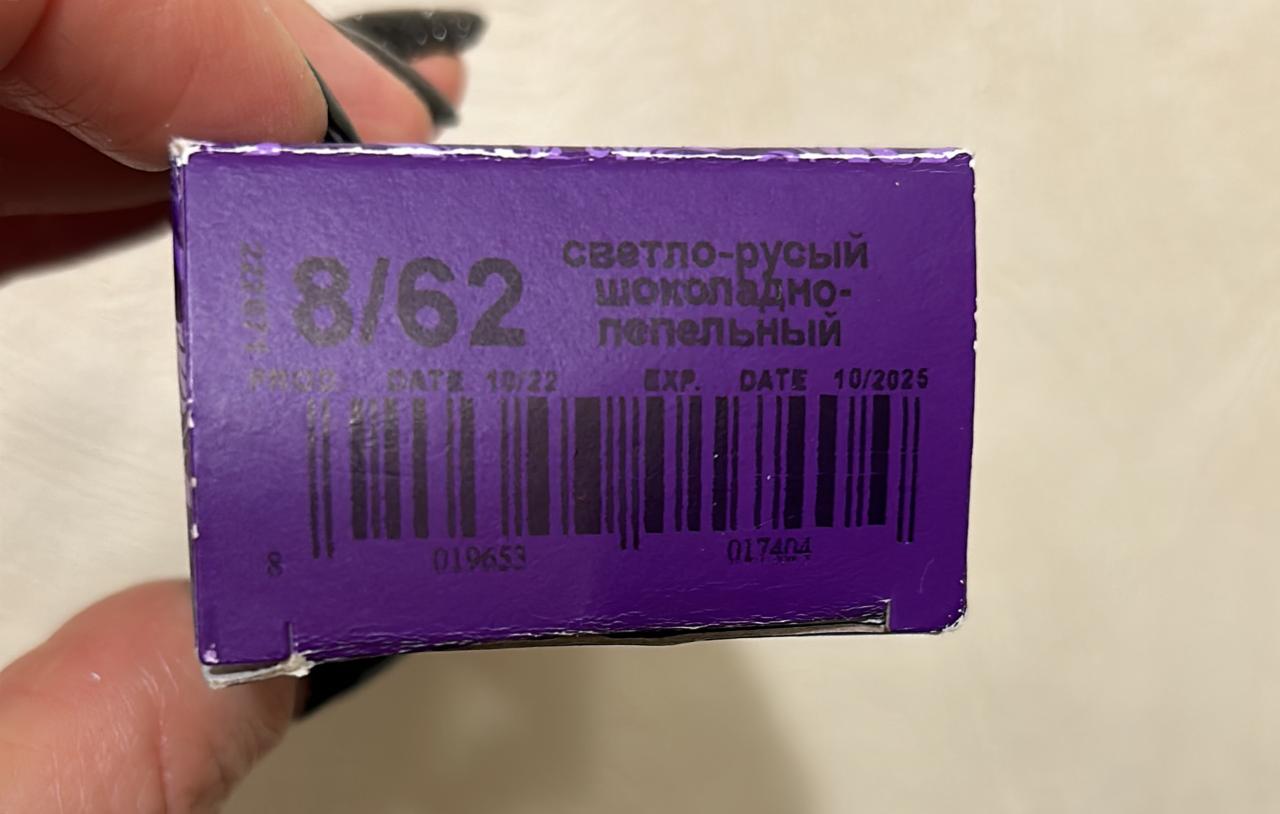 8/62
светло-русый
шоколадно-
пепельный
PROD. DATE 10/22 EXP. DATE 10/2025
8 019653 017404